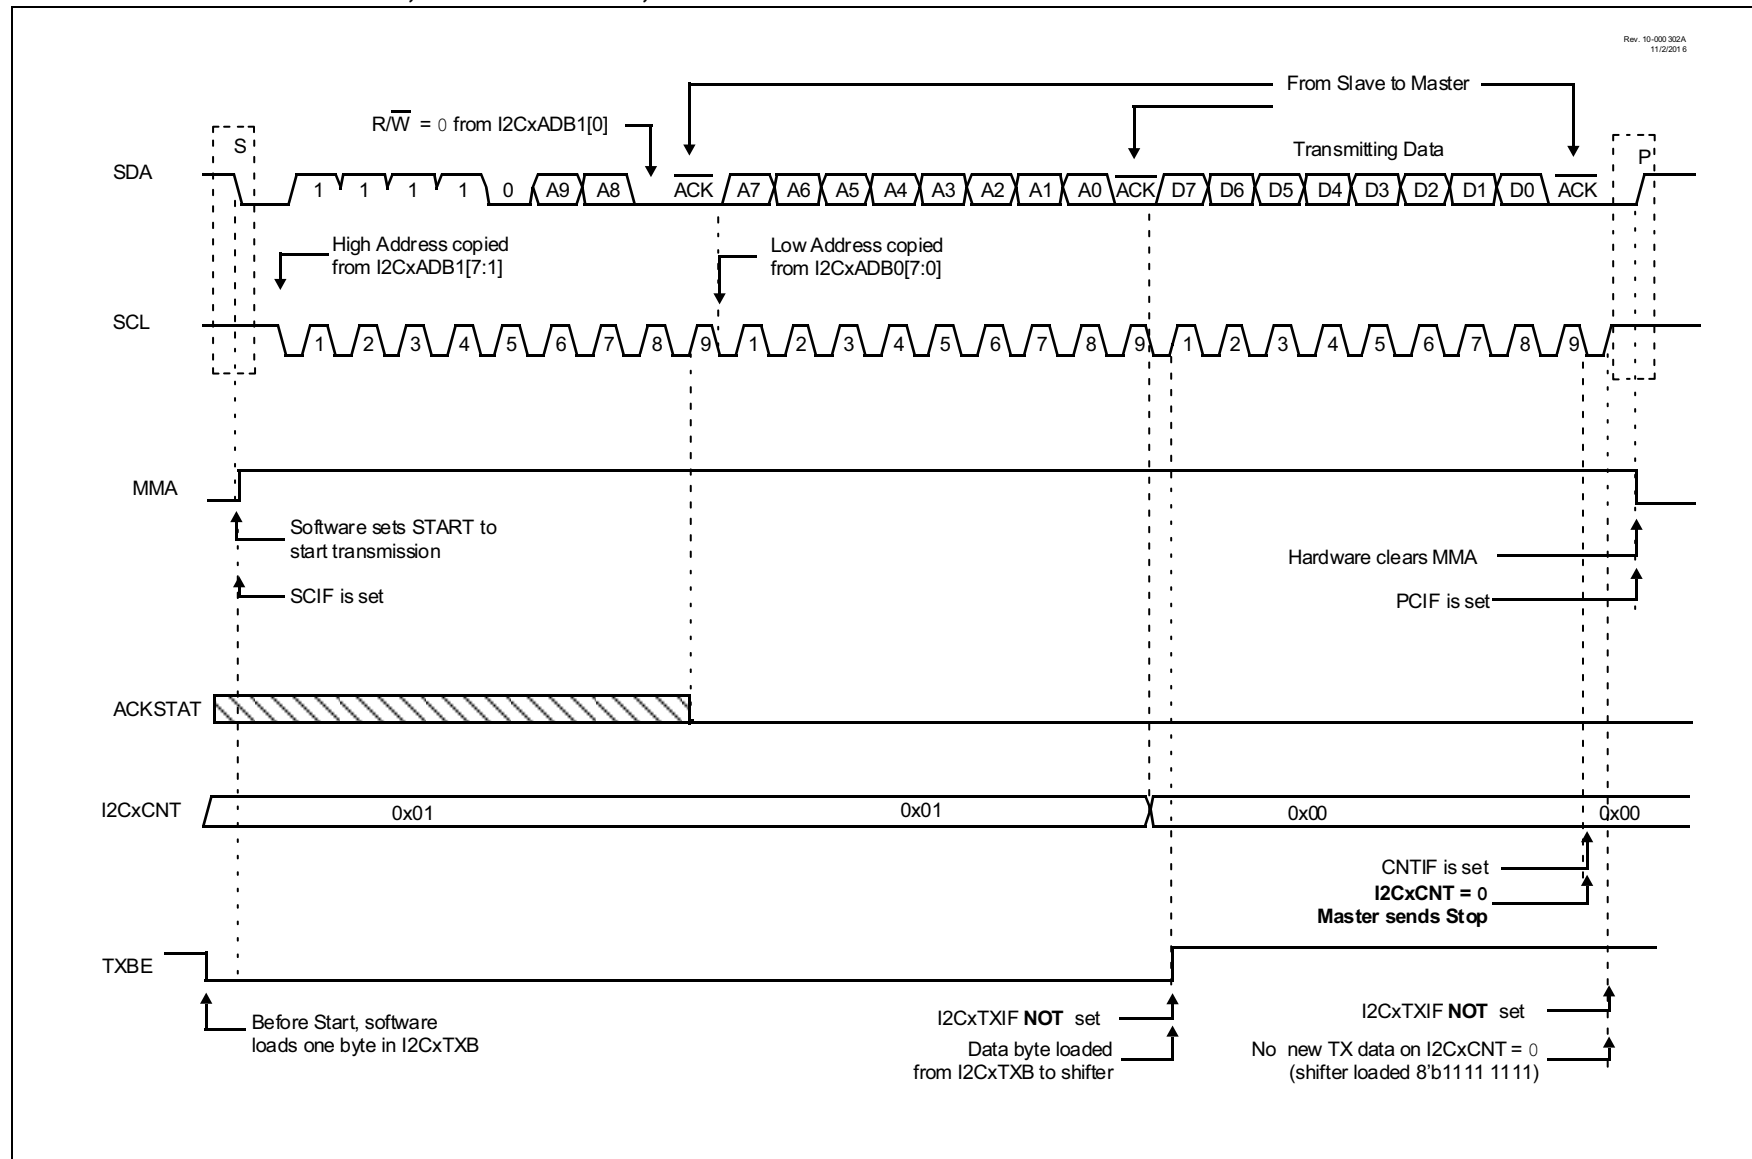 Rev. 10-000302A
11/2/2016
From Slave to Master
R/W = 0 from I2CxADB1[0]
Transmitting Data
S
P
SDA
1 1 1 1 0 A9 A8 ACK A7 A6 A5 A4 A3 A2 A1 A0 ACK D7 D6 D5 D4 D3 D2 D1 D0 ACK
High Address copied
from I2CxADB1[7:1]
Low Address copied
from I2CxADB0[7:0]
SCL
1 2 3 4 5 6 7 8 9 1 2 3 4 5 6 7 8 9 1 2 3 4 5 6 7 8 9
MMA
Software sets START to
start transmission
Hardware clears MMA
SCIF is set
PCIF is set
ACKSTAT
I2CxCNT
0x01
0x01
0x00
0x00
CNTIF is set
I2CxCNT = 0
Master sends Stop
TXBE
Before Start, software
loads one byte in I2CxTXB
I2CxTXIF NOT set
Data byte loaded
from I2CxTXB to shifter
I2CxTXIF NOT set
No new TX data on I2CxCNT = 0
(shifter loaded 8'b1111 1111)